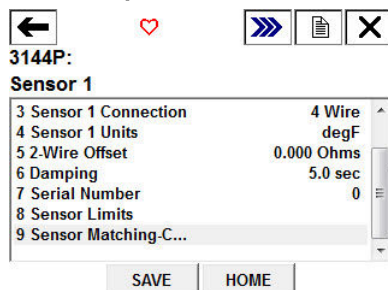 3144P:
Sensor 1
3 Sensor 1 Connection 4 Wire
4 Sensor 1 Units degF
5 2-Wire Offset 0.000 Ohms
6 Damping 5.0 sec
7 Serial Number 0
8 Sensor Limits
9 Sensor Matching-C...
SAVE HOME